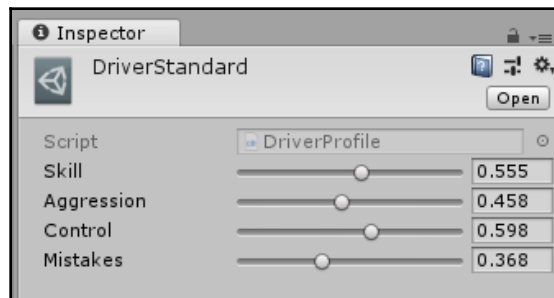 Inspector
DriverStandard
Open
Script DriverProfile
Skill 0.555
Aggression 0.458
Control 0.598
Mistakes 0.368